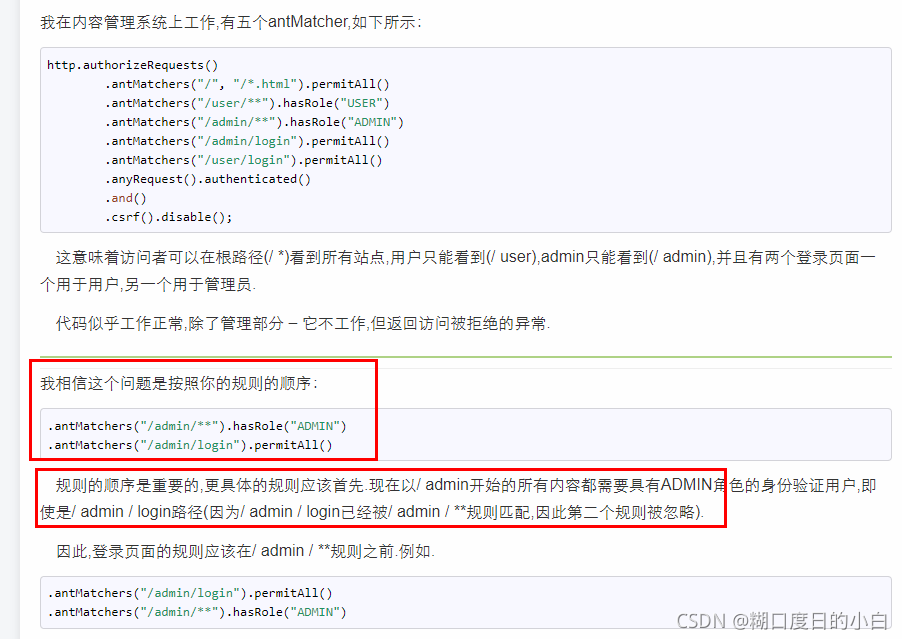 我在内容管理系统上工作,有五个antMatcher,如下所示:
http.authorizeRequests()
.antMatchers("/", "/*.html").permitAll()
.antMatchers("/user/**").hasRole("USER")
.antMatchers("/admin/**").hasRole("ADMIN")
.antMatchers("/admin/login").permitAll()
.antMatchers("/user/login").permitAll()
.anyRequest().authenticated()
.and()
.csrf().disable();
这意味着访问者可以在根路径(/ *)看到所有站点,用户只能看到(/ user),admin只能看到(/ admin),并且有两个登录页面一
个用于用户,另一个用于管理员.
代码似乎工作正常,除了管理部分 – 它不工作,但返回访问被拒绝的异常.
我相信这个问题是按照你的规则的顺序:
.antMatchers("/admin/**").hasRole("ADMIN")
.antMatchers("/admin/login").permitAll()
规则的顺序是重要的,更具体的规则应该首先.现在以/ admin开始的所有内容都需要具有ADMIN角色的身份验证用户,即
使是/ admin / login路径(因为/ admin / login已经被/ admin / **规则匹配,因此第二个规则被忽略).
因此,登录页面的规则应该在/ admin / **规则之前.例如.
.antMatchers("/admin/login").permitAll()
.antMatchers("/admin/**").hasRole("ADMIN")
CSDN @糊口度日的小白